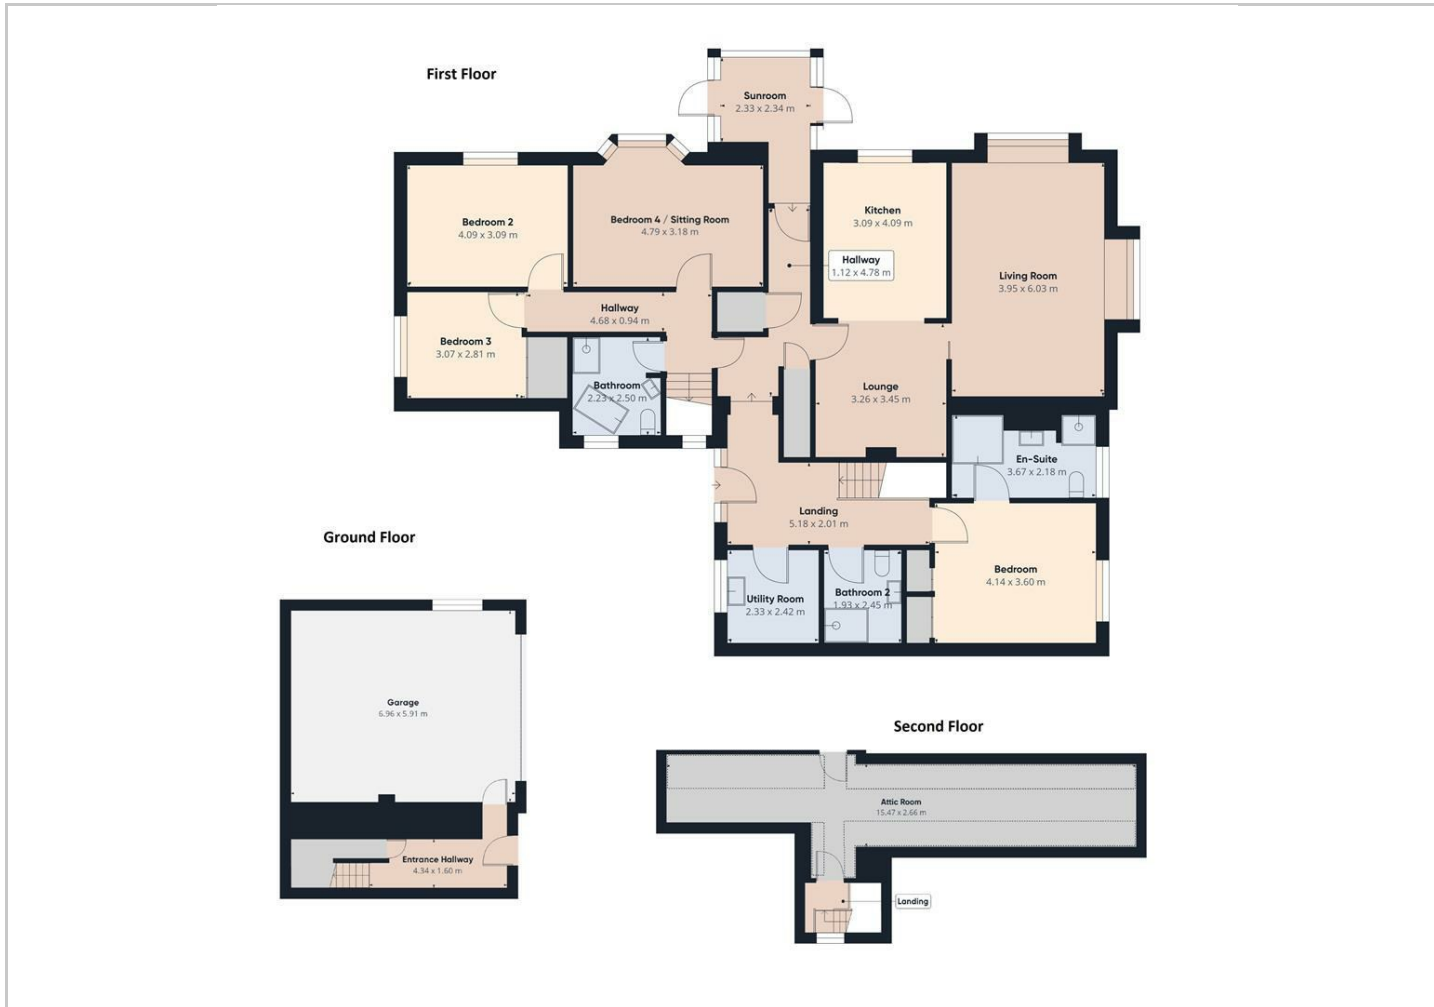 First Floor
Sunroom
2.33 x 2.34 m
Bedroom 2
4.09 x 3.09 m
Bedroom 4 / Sitting Room
4.79 x 3.18 m
Kitchen
3.09 x 4.09 m
Hallway
1.12 x 4.78 m
Living Room
3.95 x 6.03 m
Hallway
4.68 x 0.94 m
Bedroom 3
3.07 x 2.81 m
Bathroom
2.23 x 2.50 m
Lounge
3.26 x 3.45 m
En-Suite
3.67 x 2.18 m
Landing
5.18 x 2.01 m
Bedroom
4.14 x 3.60 m
Utility Room
2.33 x 2.42 m
Bathroom 2
1.93 x 2.45 m
Ground Floor
Garage
6.96 x 5.91 m
Entrance Hallway
4.34 x 1.60 m
Second Floor
Attic Room
15.47 x 2.66 m
Landing